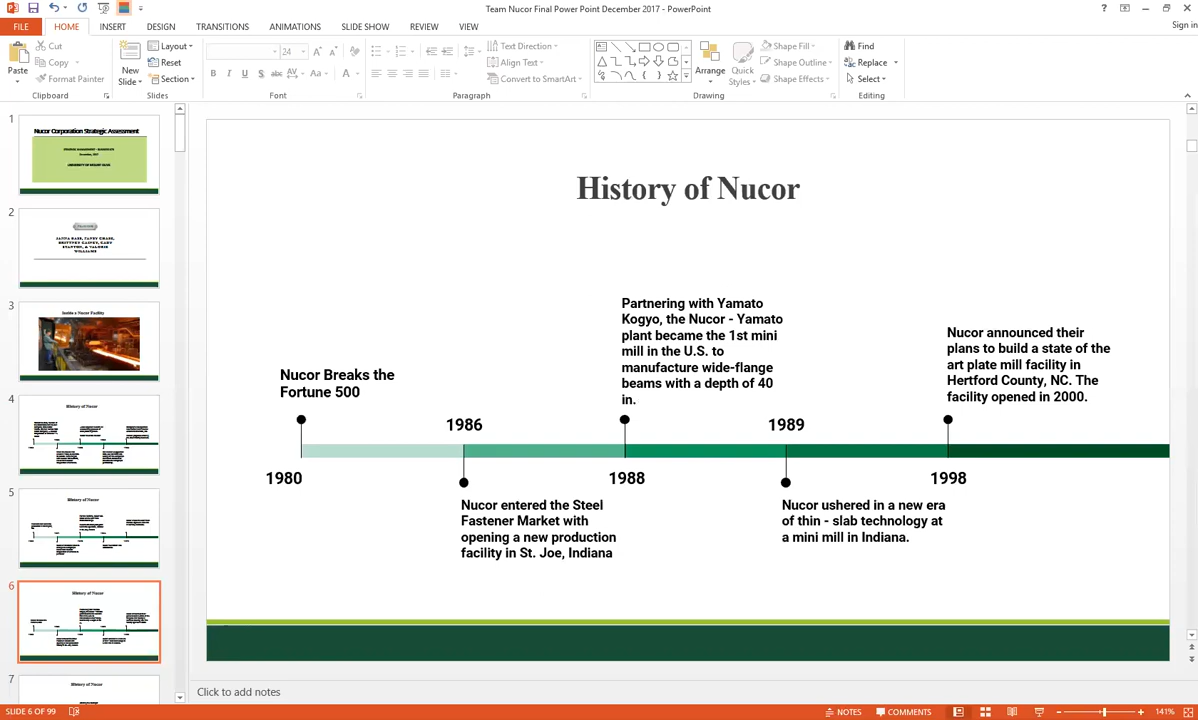 Team Nucor Final Power Point December 2017 - PowerPoint
Sign in
FILE HOME INSERT DESIGN TRANSITIONS ANIMATIONS SLIDE SHOW REVIEW VIEW
Paste
Cut
Copy
Format Painter
Clipboard
New
Slide
Layout
Reset
Section
Slides
24
Font
Text Direction
Align Text
Convert to SmartArt
Paragraph
Arrange
Quick
Styles
Shape Fill
Shape Outline
Shape Effects
Drawing
Find
Replace
Select
Editing
1
Nucor Corporation Strategic Assessment
2
3
Inside a Nucor Facility
4
History of Nucor
5
History of Nucor
6
History of Nucor
7
History of Nucor
History of Nucor
Nucor Breaks the
Fortune 500
1980
1986
Nucor entered the Steel
Fastener Market with
opening a new production
facility in St. Joe, Indiana
Partnering with Yamato
Kogyo, the Nucor - Yamato
plant became the 1st mini
mill in the U.S. to
manufacture wide-flange
beams with a depth of 40
in.
1988
1989
Nucor ushered in a new era
of thin - slab technology at
a mini mill in Indiana.
Nucor announced their
plans to build a state of the
art plate mill facility in
Hertford County, NC. The
facility opened in 2000.
1998
Click to add notes
SLIDE 6 OF 99
NOTES
COMMENTS
141%